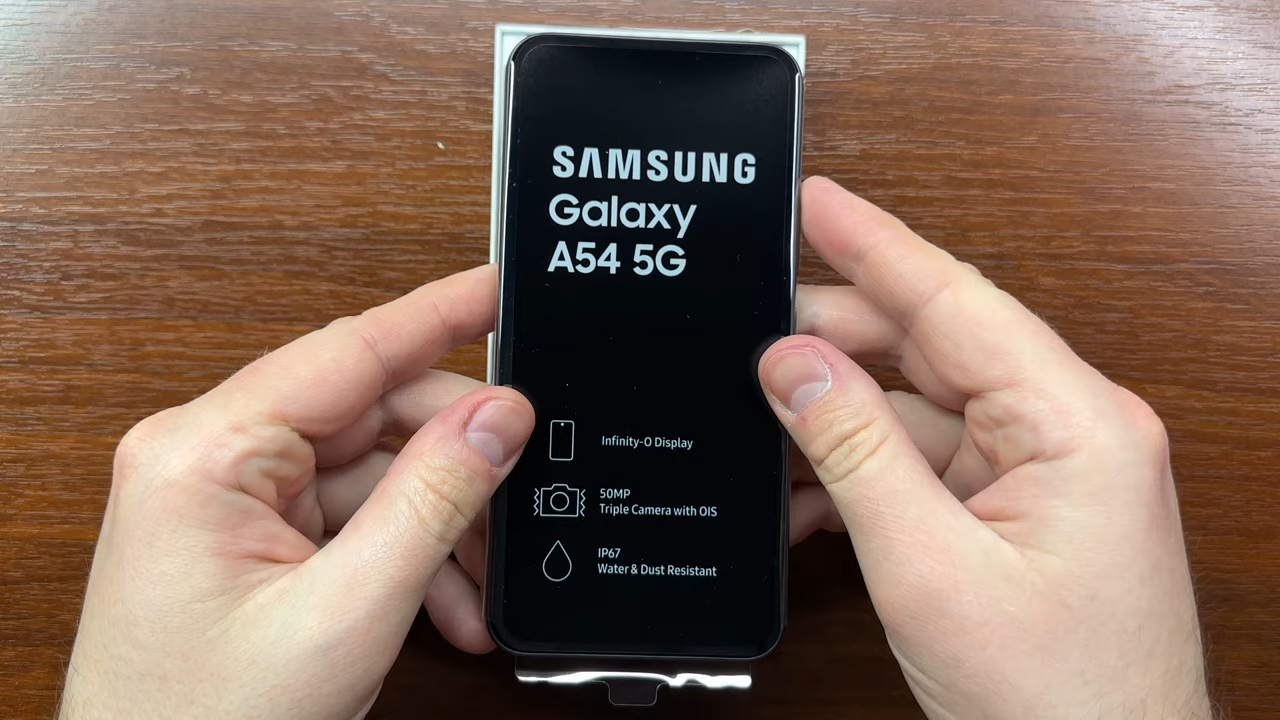 SAMSUNG
Galaxy
A54 5G
Infinity-O Display
50MP
Triple Camera with OIS
IP67
Water & Dust Resistant